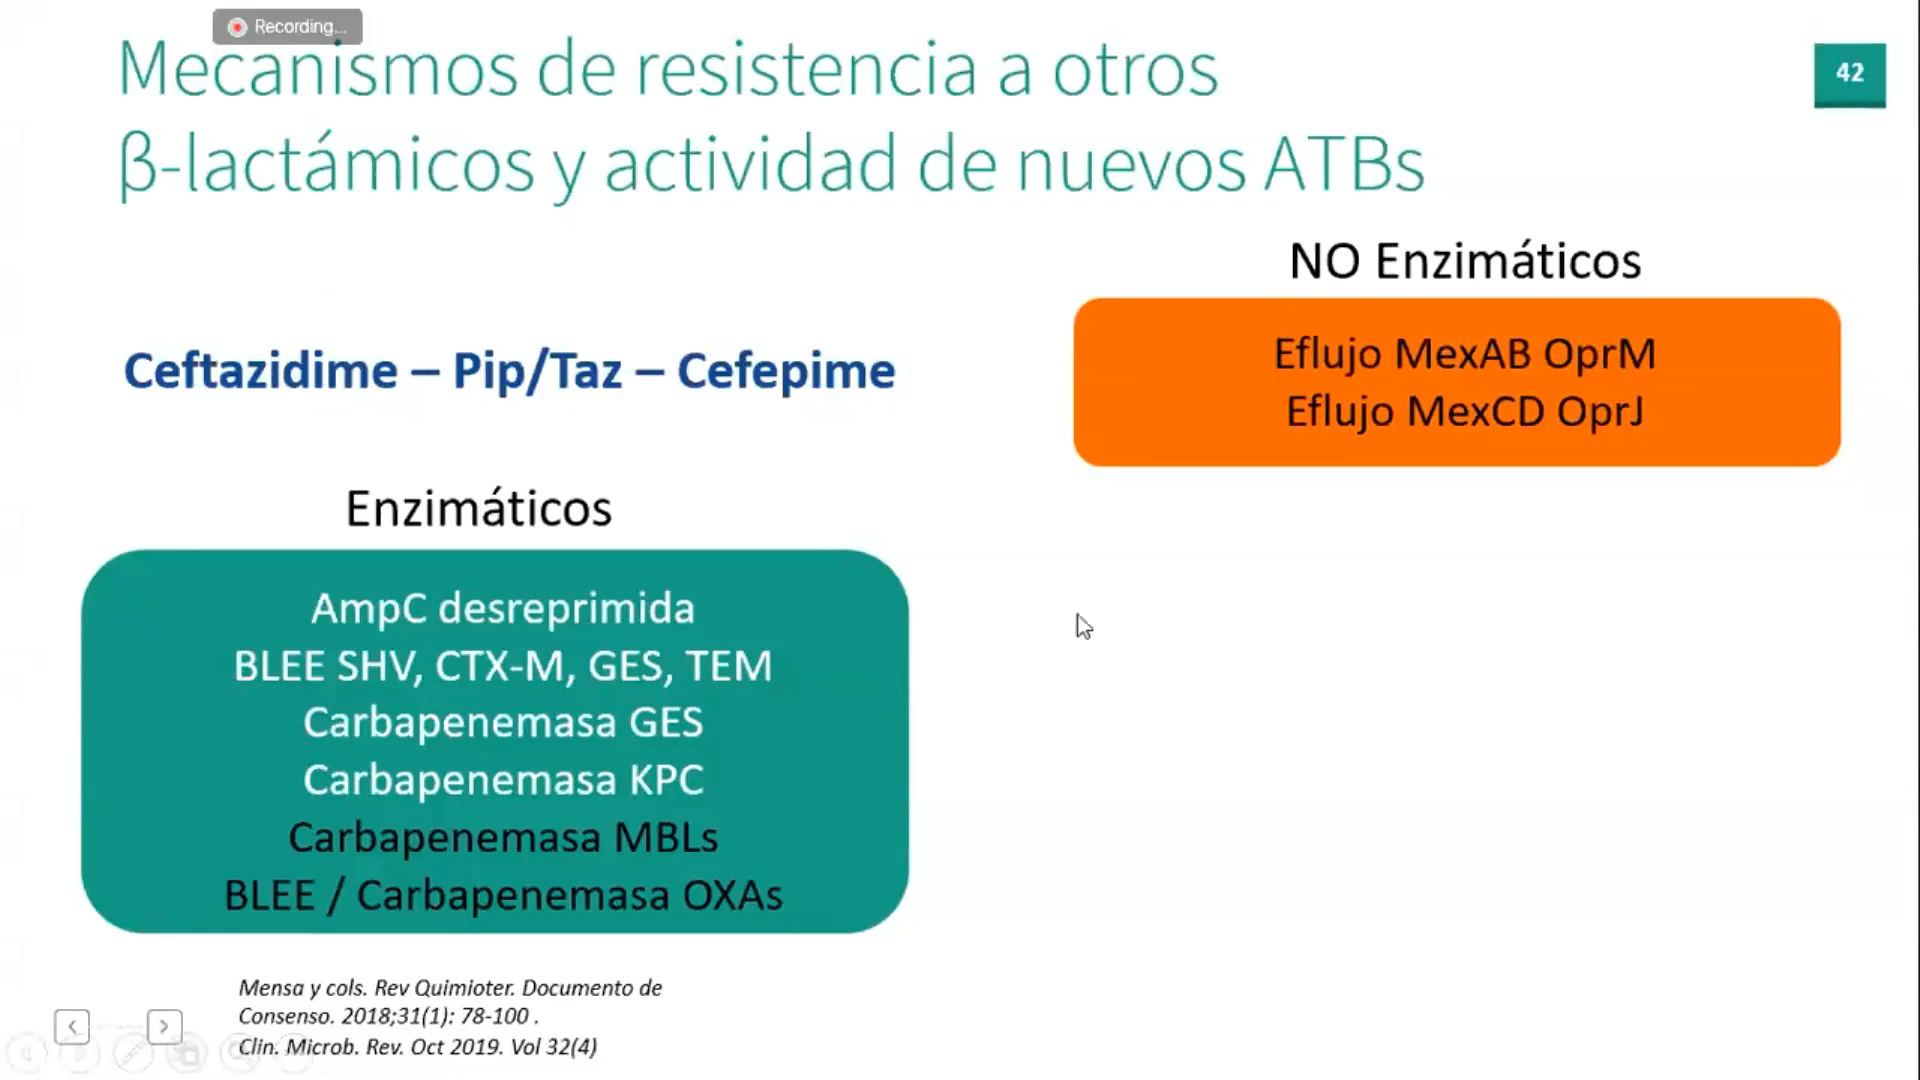 Recording...
Mecanismos de resistencia a otros
β-lactámicos y actividad de nuevos ATBs
42
NO Enzimáticos
Eflujo MexAB OprM
Eflujo MexCD OprJ
Ceftazidime – Pip/Taz – Cefepime
Enzimáticos
AmpC desreprimida
BLEE SHV, CTX-M, GES, TEM
Carbapenemasa GES
Carbapenemasa KPC
Carbapenemasa MBLs
BLEE / Carbapenemasa OXAs
Mensa y cols. Rev Quimioter. Documento de
Consenso. 2018;31(1): 78-100 .
Clin. Microb. Rev. Oct 2019. Vol 32(4)